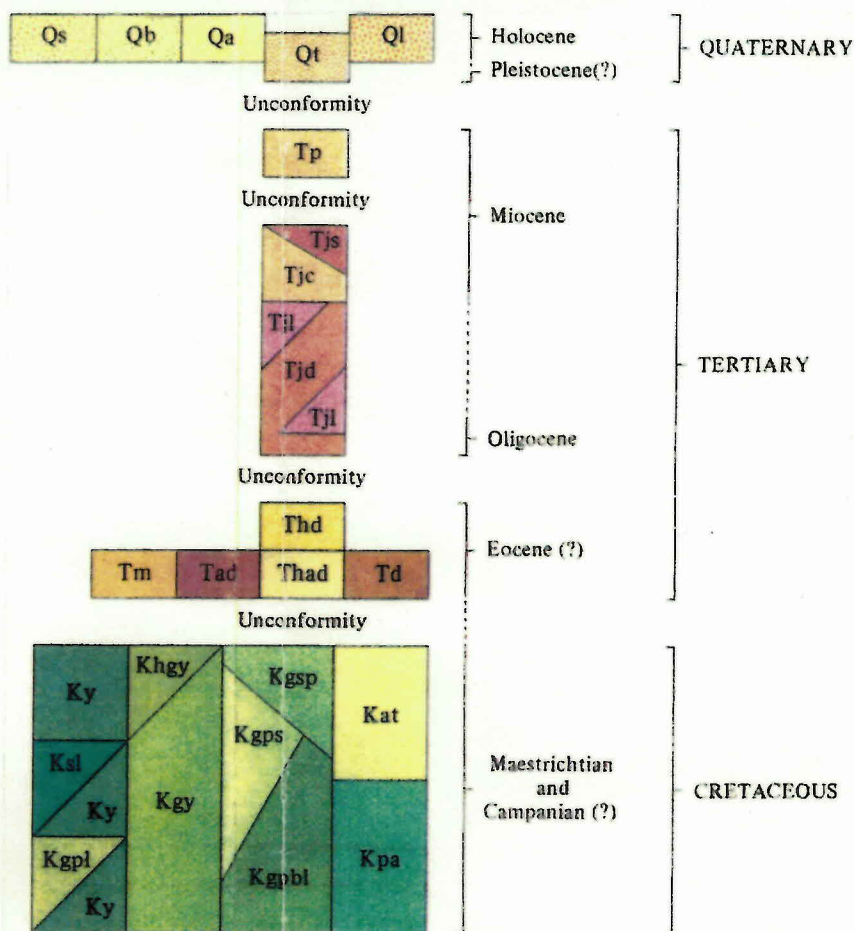 Qs Qb Qa Qt Ql
Holocene
Pleistocene(?)
QUATERNARY
Unconformity
Tp
Unconformity
Miocene
Tjs
Tjc
Tjl
Tjd
Tjl
TERTIARY
Oligocene
Unconformity
Thd
Eocene (?)
Tm Tad Thad Td
Unconformity
Ky Khgy Kgsp Kat
Ksl Kgps
Ky Kgy
Maestrichtian
and
Campanian (?)
CRETACEOUS
Kgpl Kgpbl Kpa
Ky